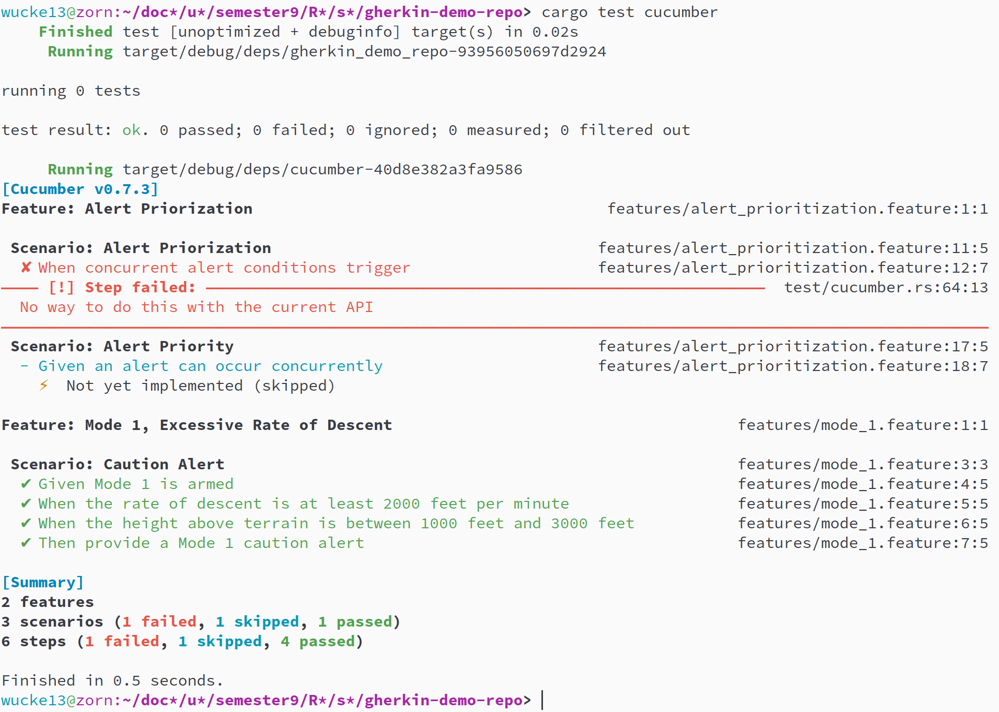 wucke13@zorn:~/doc*/u*/semester9/R*/s*/gherkin-demo-repo> cargo test cucumber
Finished test [unoptimized + debuginfo] target(s) in 0.02s
Running target/debug/deps/gherkin_demo_repo-93956050697d2924
running 0 tests
test result: ok. 0 passed; 0 failed; 0 ignored; 0 measured; 0 filtered out
Running target/debug/deps/cucumber-40d8e382a3fa9586
[Cucumber v0.7.3]
Feature: Alert Priorization features/alert_prioritization.feature:1:1
Scenario: Alert Priorization features/alert_prioritization.feature:11:5
✘ When concurrent alert conditions trigger features/alert_prioritization.feature:12:7
———— [!] Step failed: ———— test/cucumber.rs:64:13
No way to do this with the current API
Scenario: Alert Priority features/alert_prioritization.feature:17:5
- Given an alert can occur concurrently features/alert_prioritization.feature:18:7
⚡ Not yet implemented (skipped)
Feature: Mode 1, Excessive Rate of Descent features/mode_1.feature:1:1
Scenario: Caution Alert features/mode_1.feature:3:3
✔ Given Mode 1 is armed features/mode_1.feature:4:5
✔ When the rate of descent is at least 2000 feet per minute features/mode_1.feature:5:5
✔ When the height above terrain is between 1000 feet and 3000 feet features/mode_1.feature:6:5
✔ Then provide a Mode 1 caution alert features/mode_1.feature:7:5
[Summary]
2 features
3 scenarios (1 failed, 1 skipped, 1 passed)
6 steps (1 failed, 1 skipped, 4 passed)
Finished in 0.5 seconds.
wucke13@zorn:~/doc*/u*/semester9/R*/s*/gherkin-demo-repo>